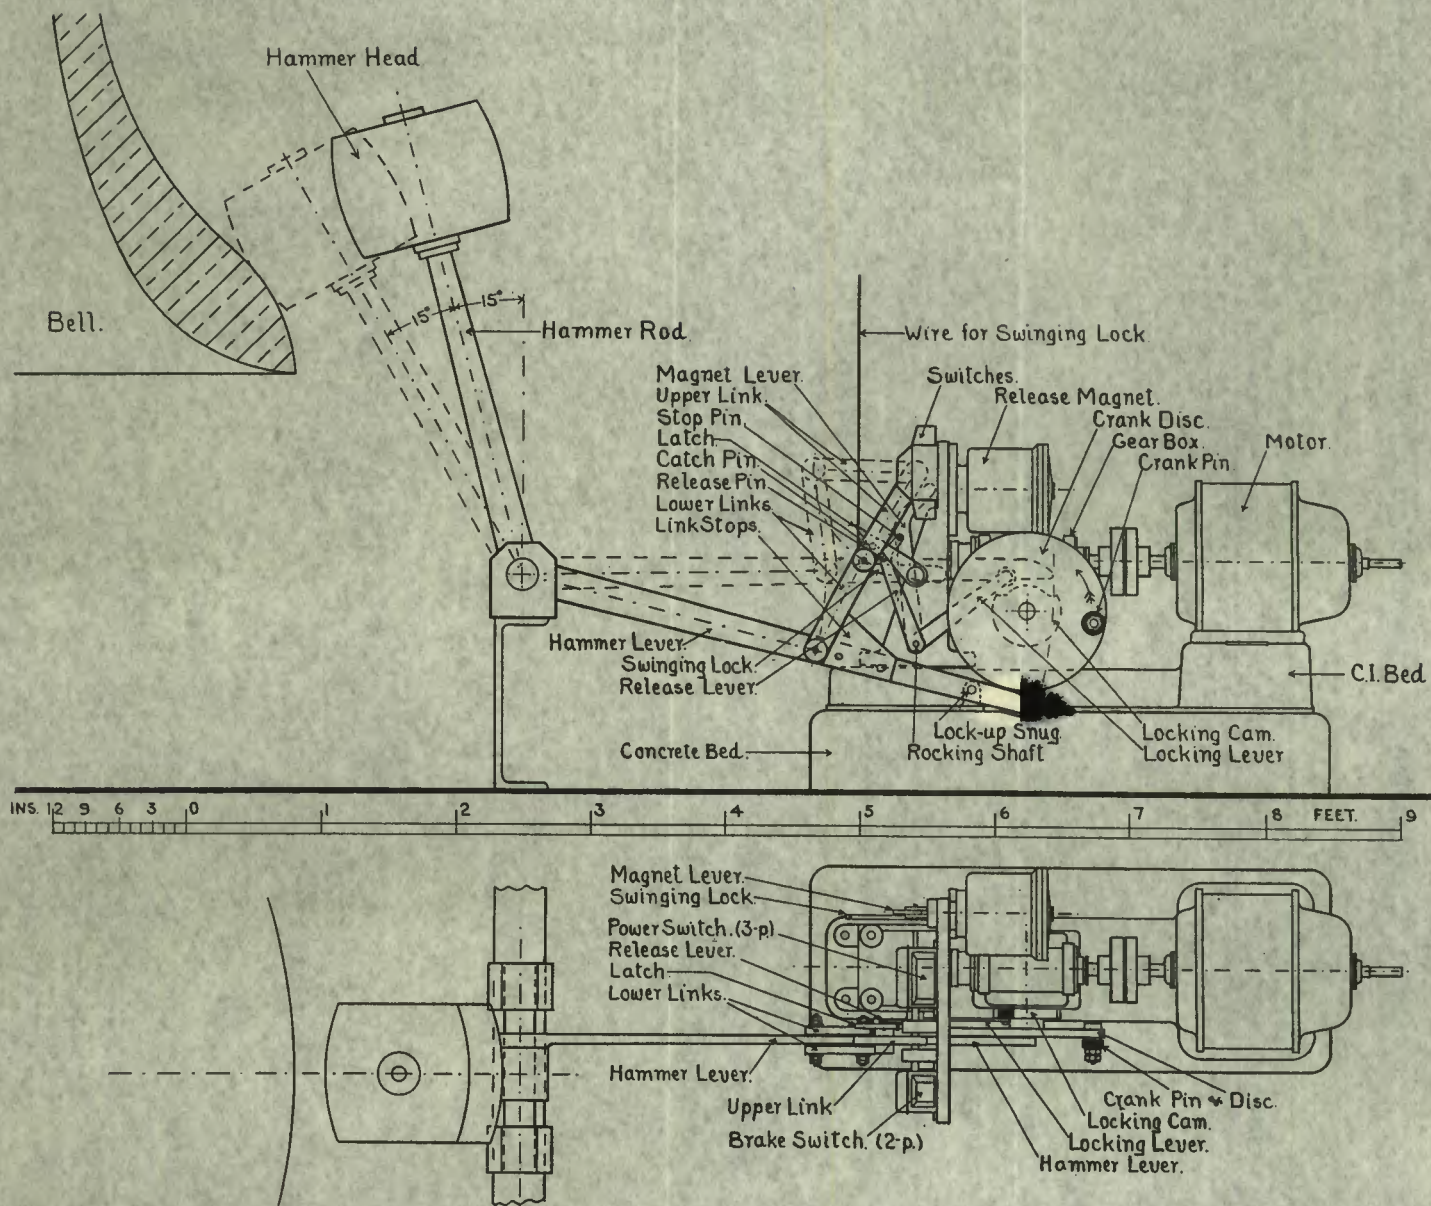 Hammer Head
Bell.
15°
15°
Hammer Rod
Wire for Swinging Lock
Magnet Lever.
Upper Link.
Stop Pin
Latch
Catch Pin.
Release Pin
Lower Links
Link Stops.
Switches.
Release Magnet.
Crank Disc.
Gear Box.
Crank Pin
Motor.
Hammer Lever.
Swinging Lock.
Release Lever.
C.I. Bed
Concrete Bed.
Lock-up Snug.
Rocking Shaft
Locking Cam.
Locking Lever
INS. 12 9 6 3 0 1 2 3 4 5 6 7 8 FEET. 9
Magnet Lever.
Swinging Lock.
Power Switch. (3-p.)
Release Lever.
Latch
Lower Links.
Hammer Lever.
Upper Link
Brake Switch. (2-p.)
Crank Pin & Disc.
Locking Cam.
Locking Lever.
Hammer Lever.